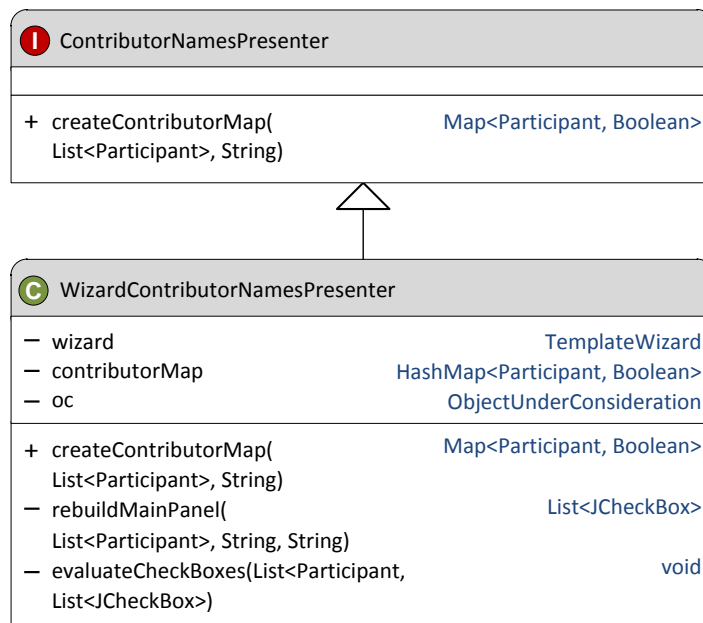 I ContributorNamesPresenter
+ createContributorMap( Map<Participant, Boolean>
List<Participant>, String)
C WizardContributorNamesPresenter
– wizard TemplateWizard
– contributorMap HashMap<Participant, Boolean>
– oc ObjectUnderConsideration
+ createContributorMap( Map<Participant, Boolean>
List<Participant>, String)
– rebuildMainPanel( List<JCheckBox>
List<Participant>, String, String)
– evaluateCheckBoxes(List<Participant, void
List<JCheckBox>)